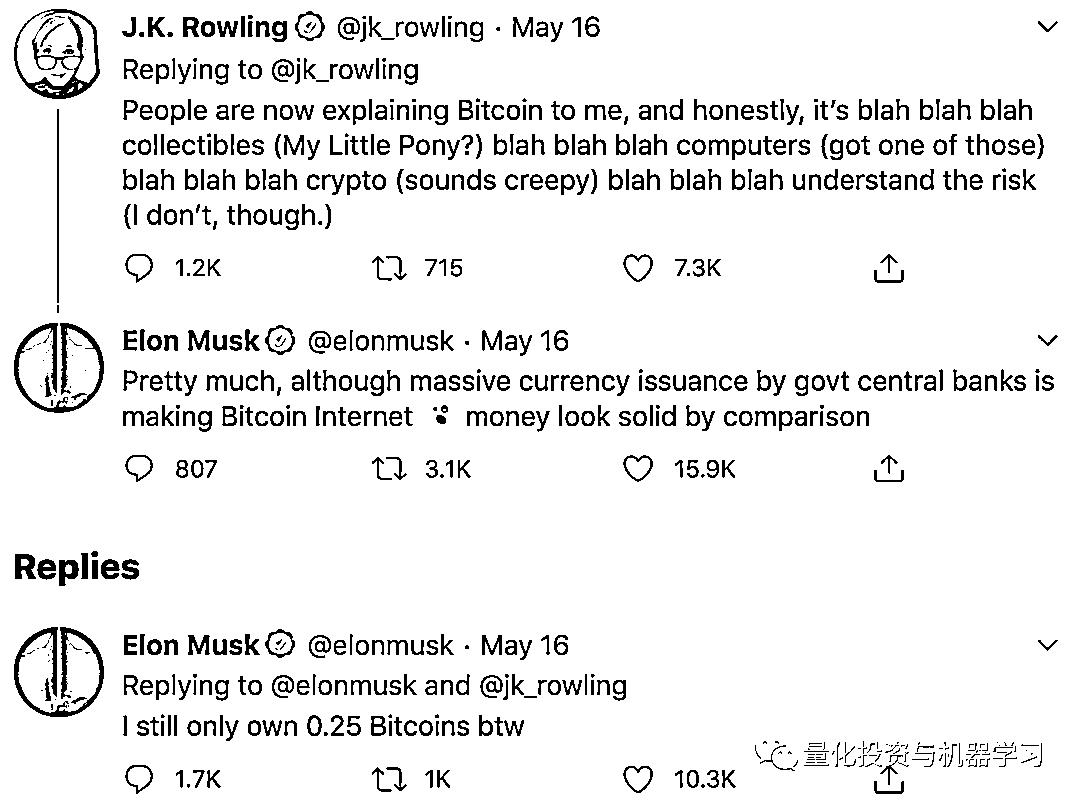 J.K. Rowling @jk_rowling · May 16
Replying to @jk_rowling
People are now explaining Bitcoin to me, and honestly, it’s blah blah blah
collectibles (My Little Pony?) blah blah blah computers (got one of those)
blah blah blah crypto (sounds creepy) blah blah blah understand the risk
(I don’t, though.)
1.2K 715 7.3K
Elon Musk @elonmusk · May 16
Pretty much, although massive currency issuance by govt central banks is
making Bitcoin Internet money look solid by comparison
807 3.1K 15.9K
Replies
Elon Musk @elonmusk · May 16
Replying to @elonmusk and @jk_rowling
I still only own 0.25 Bitcoins btw
量化投资与机器学习
1.7K 1K 10.3K